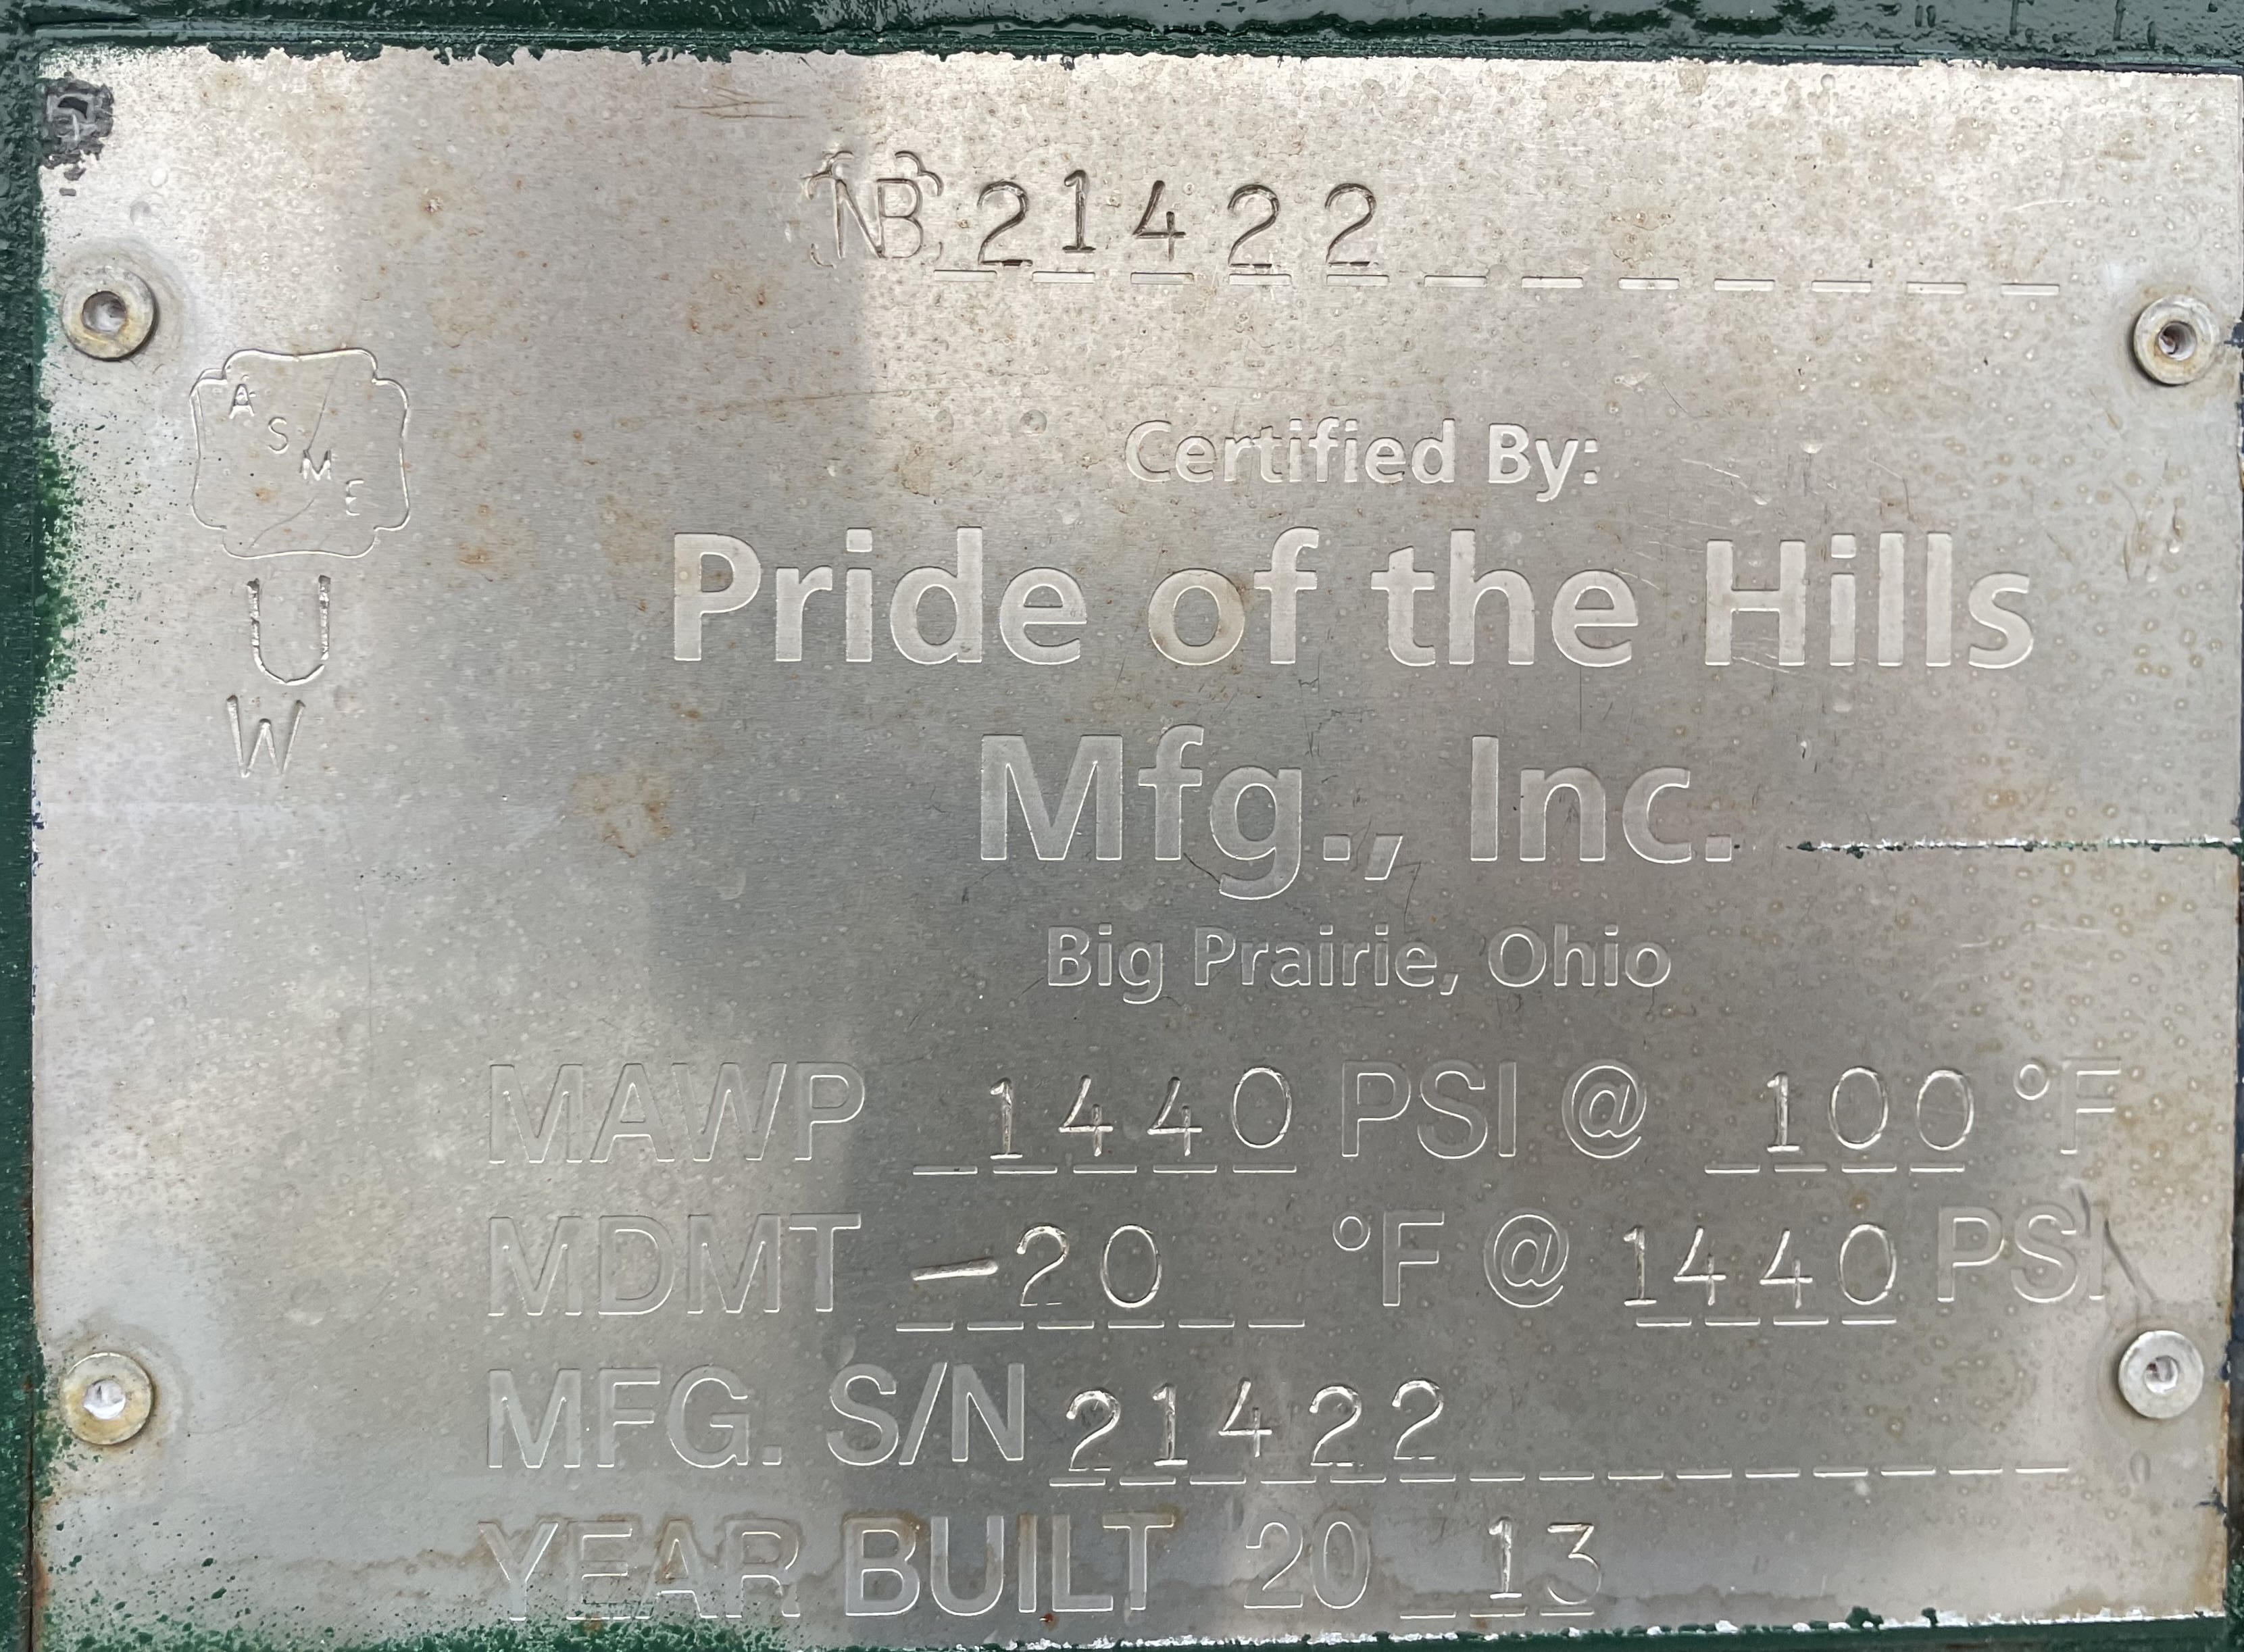 NB 21422
ASME
Certified By:
U
Pride of the Hills
W
Mfg., Inc.
Big Prairie, Ohio
MAWP 1440 PSI @ 100 °F
MDMT -20 °F @ 1440 PSI
MFG. S/N 21422
YEAR BUILT 20 13